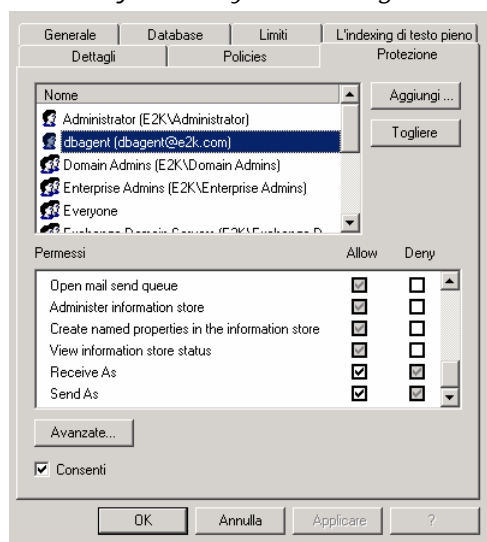 Generale Database Limiti L'indexing di testo pieno
Dettagli Policies Protezione
Nome
Aggiungi ...
Administrator (E2K\Administrator)
dbagent (dbagent@e2k.com)
Togliere
Domain Admins (E2K\Domain Admins)
Enterprise Admins (E2K\Enterprise Admins)
Everyone
Permessi Allow Deny
Open mail send queue
Administer information store
Create named properties in the information store
View information store status
Receive As
Send As
Avanzate...
Consenti
OK Annulla Applicare ?